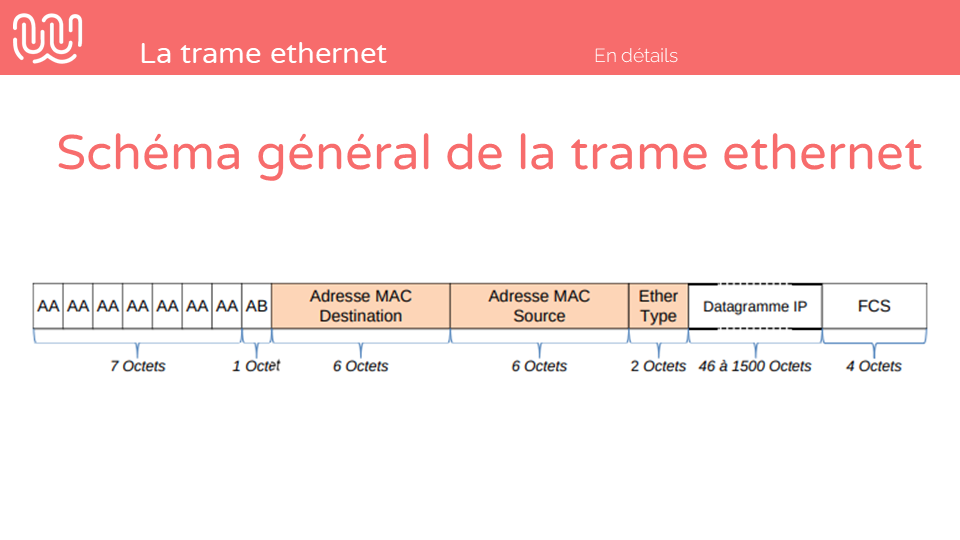 La trame ethernet
En détails
Schéma général de la trame ethernet
AA AA AA AA AA AA AA AB
Adresse MAC
Destination
Adresse MAC
Source
Ether
Type
Datagramme IP
FCS
7 Octets
1 Octet
6 Octets
6 Octets
2 Octets
46 à 1500 Octets
4 Octets